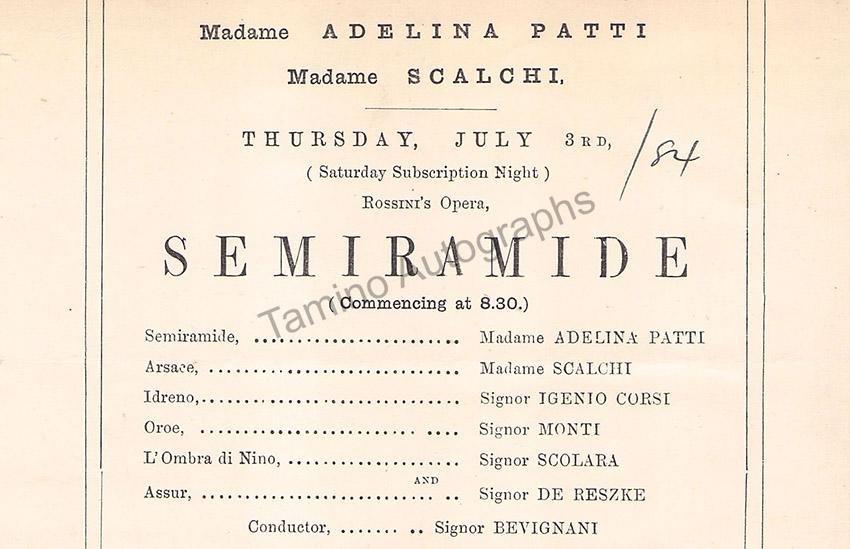 Madame ADELINA PATTI
Madame SCALCHI,
THURSDAY, JULY 3RD, /84
( Saturday Subscription Night )
ROSSINI's Opera,
SEMIRAMIDE
(Commencing at 8.30.)
Semiramide, ........................ Madame ADELINA PATTI
Arsace, ............................. Madame SCALCHI
Idreno,.............................. Signor IGENIO CORSI
Oroe, ........................ .... Signor MONTI
L'Ombra di Nino, .................... Signor SCOLARA
AND
Assur, ........................... .. Signor DE RESZKE
Conductor, ....... .. Signor BEVIGNANI
Tamino Autographs